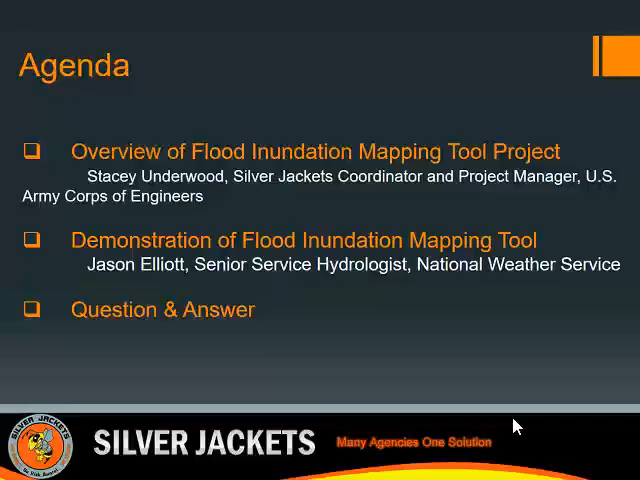 Agenda
Overview of Flood Inundation Mapping Tool Project
Stacey Underwood, Silver Jackets Coordinator and Project Manager, U.S.
Army Corps of Engineers
Demonstration of Flood Inundation Mapping Tool
Jason Elliott, Senior Service Hydrologist, National Weather Service
Question & Answer
SILVER JACKETS
SILVER JACKETS
Many Agencies One Solution